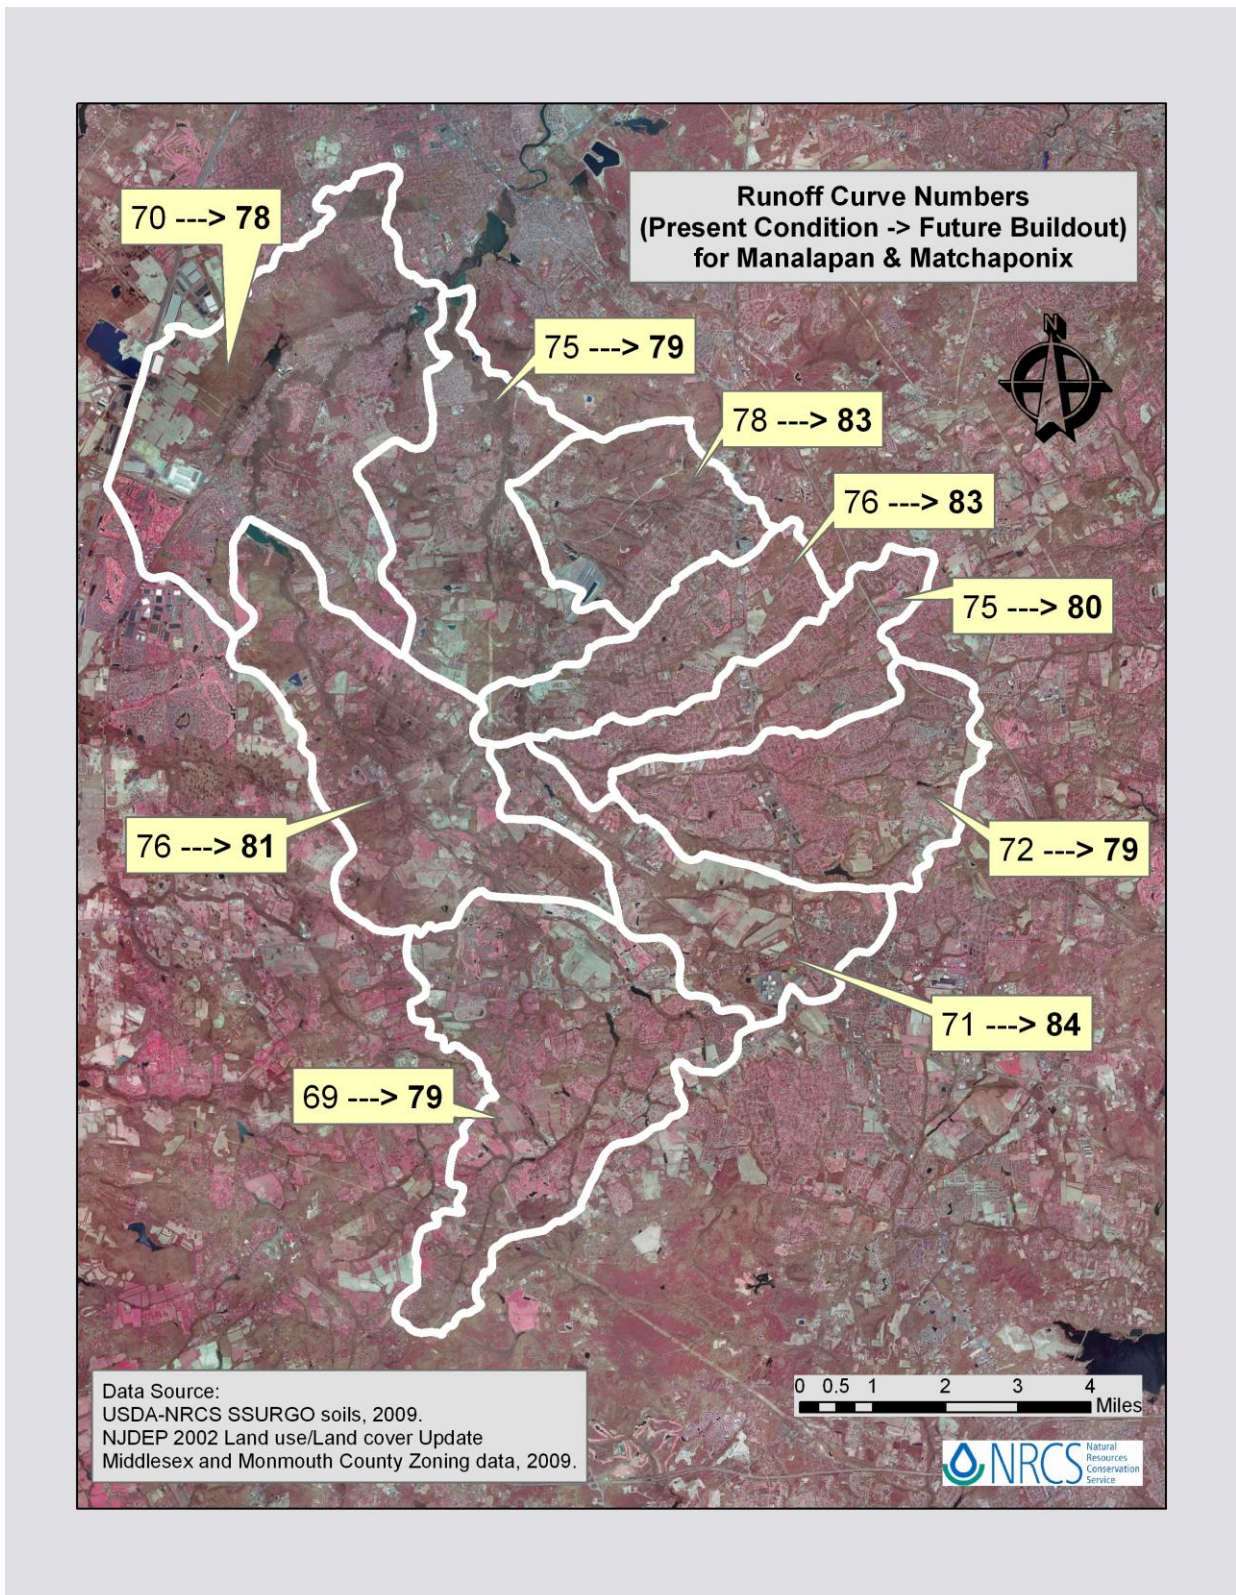 Runoff Curve Numbers
(Present Condition -> Future Buildout)
for Manalapan & Matchaponix
70 ---> 78
N
75 ---> 79
78 ---> 83
76 ---> 83
75 ---> 80
76 ---> 81
72 ---> 79
71 ---> 84
69 ---> 79
Data Source:
USDA-NRCS SSURGO soils, 2009.
NJDEP 2002 Land use/Land cover Update
Middlesex and Monmouth County Zoning data, 2009.
0 0.5 1 2 3 4
Miles
NRCS
Natural
Resources
Conservation
Service